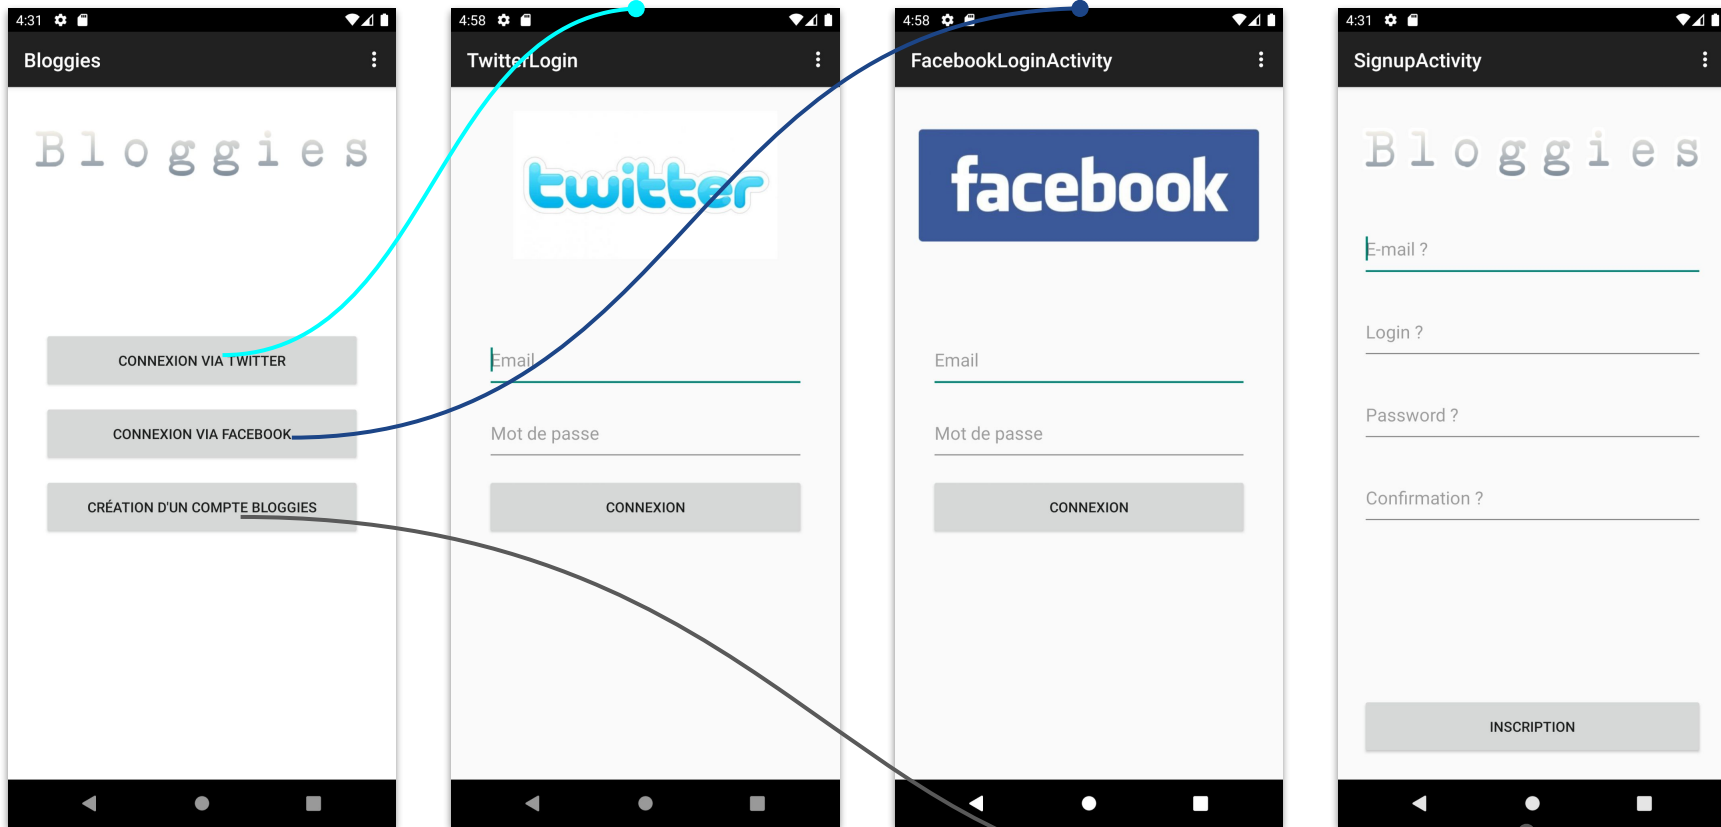 4:31
Bloggies
Bloggies
CONNEXION VIA TWITTER
CONNEXION VIA FACEBOOK
CRÉATION D'UN COMPTE BLOGGIES
4:58
TwitterLogin
twitter
Email
Mot de passe
CONNEXION
4:58
FacebookLoginActivity
facebook
Email
Mot de passe
CONNEXION
4:31
SignupActivity
Bloggies
E-mail ?
Login ?
Password ?
Confirmation ?
INSCRIPTION